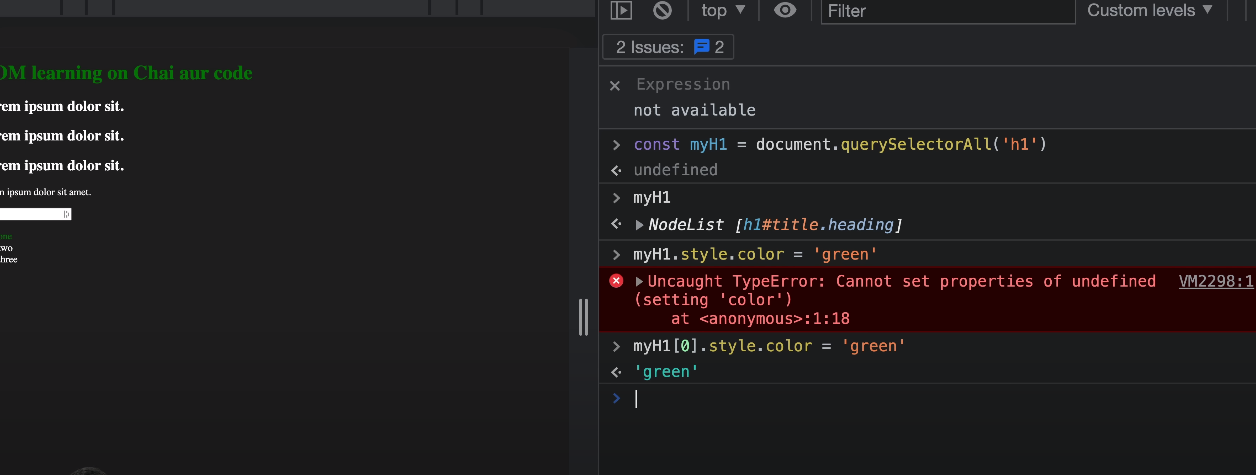 top
Filter
Custom levels
2 Issues: 2
Expression
not available
const myH1 = document.querySelectorAll('h1')
undefined
myH1
NodeList [h1#title.heading]
myH1.style.color = 'green'
Uncaught TypeError: Cannot set properties of undefined VM2298:1
(setting 'color')
at <anonymous>:1:18
myH1[0].style.color = 'green'
'green'
OM learning on Chai aur code
rem ipsum dolor sit.
rem ipsum dolor sit.
rem ipsum dolor sit.
m ipsum dolor sit amet.
two
three